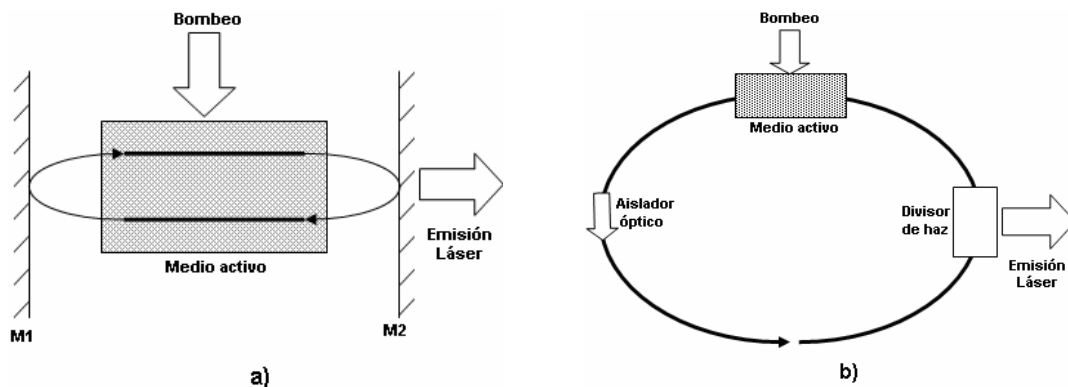 Bombeo
Medio activo
Emisión
Láser
M1
M2
a)
Bombeo
Medio activo
Aislador
óptico
Divisor
de haz
Emisión
Láser
b)